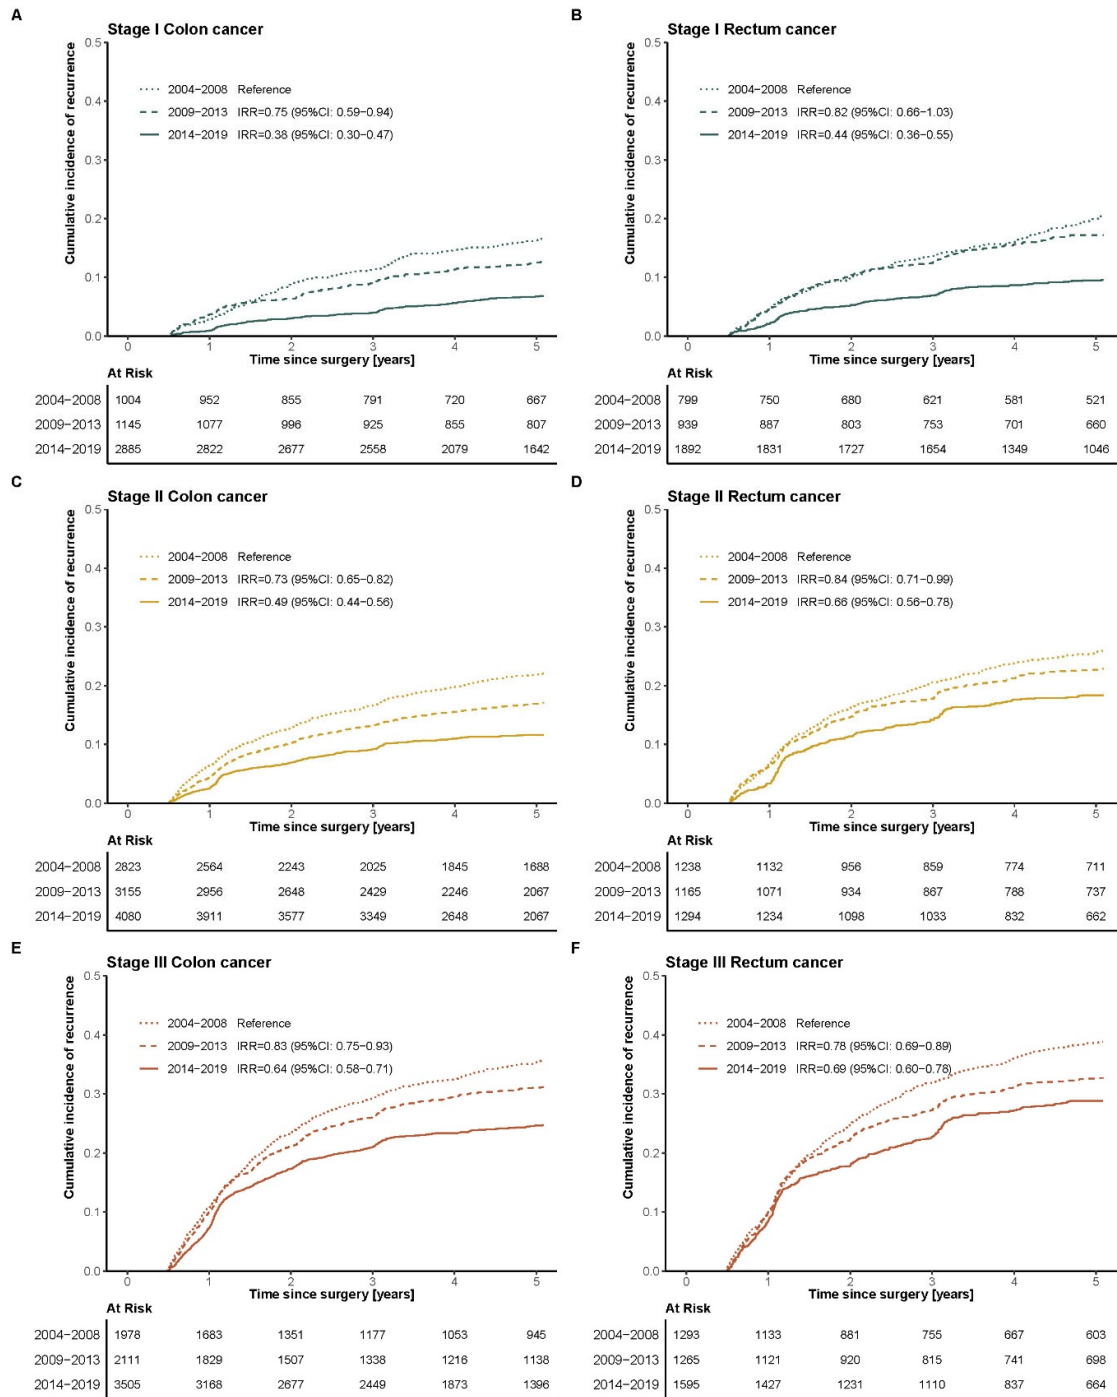 A
Stage I Colon cancer
Cumulative incidence of recurrence
0.5
0.4
0.3
0.2
0.1
0.0
2004−2008 Reference
2009−2013 IRR=0.75 (95%CI: 0.59−0.94)
2014−2019 IRR=0.38 (95%CI: 0.30−0.47)
0 1 2 3 4 5
Time since surgery [years]
At Risk
2004−2008 1004 952 855 791 720 667
2009−2013 1145 1077 996 925 855 807
2014−2019 2885 2822 2677 2558 2079 1642
B
Stage I Rectum cancer
Cumulative incidence of recurrence
0.5
0.4
0.3
0.2
0.1
0.0
2004−2008 Reference
2009−2013 IRR=0.82 (95%CI: 0.66−1.03)
2014−2019 IRR=0.44 (95%CI: 0.36−0.55)
0 1 2 3 4 5
Time since surgery [years]
At Risk
2004−2008 799 750 680 621 581 521
2009−2013 939 887 803 753 701 660
2014−2019 1892 1831 1727 1654 1349 1046
C
Stage II Colon cancer
Cumulative incidence of recurrence
0.5
0.4
0.3
0.2
0.1
0.0
2004−2008 Reference
2009−2013 IRR=0.73 (95%CI: 0.65−0.82)
2014−2019 IRR=0.49 (95%CI: 0.44−0.56)
0 1 2 3 4 5
Time since surgery [years]
At Risk
2004−2008 2823 2564 2243 2025 1845 1688
2009−2013 3155 2956 2648 2429 2246 2067
2014−2019 4080 3911 3577 3349 2648 2067
D
Stage II Rectum cancer
Cumulative incidence of recurrence
0.5
0.4
0.3
0.2
0.1
0.0
2004−2008 Reference
2009−2013 IRR=0.84 (95%CI: 0.71−0.99)
2014−2019 IRR=0.66 (95%CI: 0.56−0.78)
0 1 2 3 4 5
Time since surgery [years]
At Risk
2004−2008 1238 1132 956 859 774 711
2009−2013 1165 1071 934 867 788 737
2014−2019 1294 1234 1098 1033 832 662
E
Stage III Colon cancer
Cumulative incidence of recurrence
0.5
0.4
0.3
0.2
0.1
0.0
2004−2008 Reference
2009−2013 IRR=0.83 (95%CI: 0.75−0.93)
2014−2019 IRR=0.64 (95%CI: 0.58−0.71)
0 1 2 3 4 5
Time since surgery [years]
At Risk
2004−2008 1978 1683 1351 1177 1053 945
2009−2013 2111 1829 1507 1338 1216 1138
2014−2019 3505 3168 2677 2449 1873 1396
F
Stage III Rectum cancer
Cumulative incidence of recurrence
0.5
0.4
0.3
0.2
0.1
0.0
2004−2008 Reference
2009−2013 IRR=0.78 (95%CI: 0.69−0.89)
2014−2019 IRR=0.69 (95%CI: 0.60−0.78)
0 1 2 3 4 5
Time since surgery [years]
At Risk
2004−2008 1293 1133 881 755 667 603
2009−2013 1265 1121 920 815 741 698
2014−2019 1595 1427 1231 1110 837 664